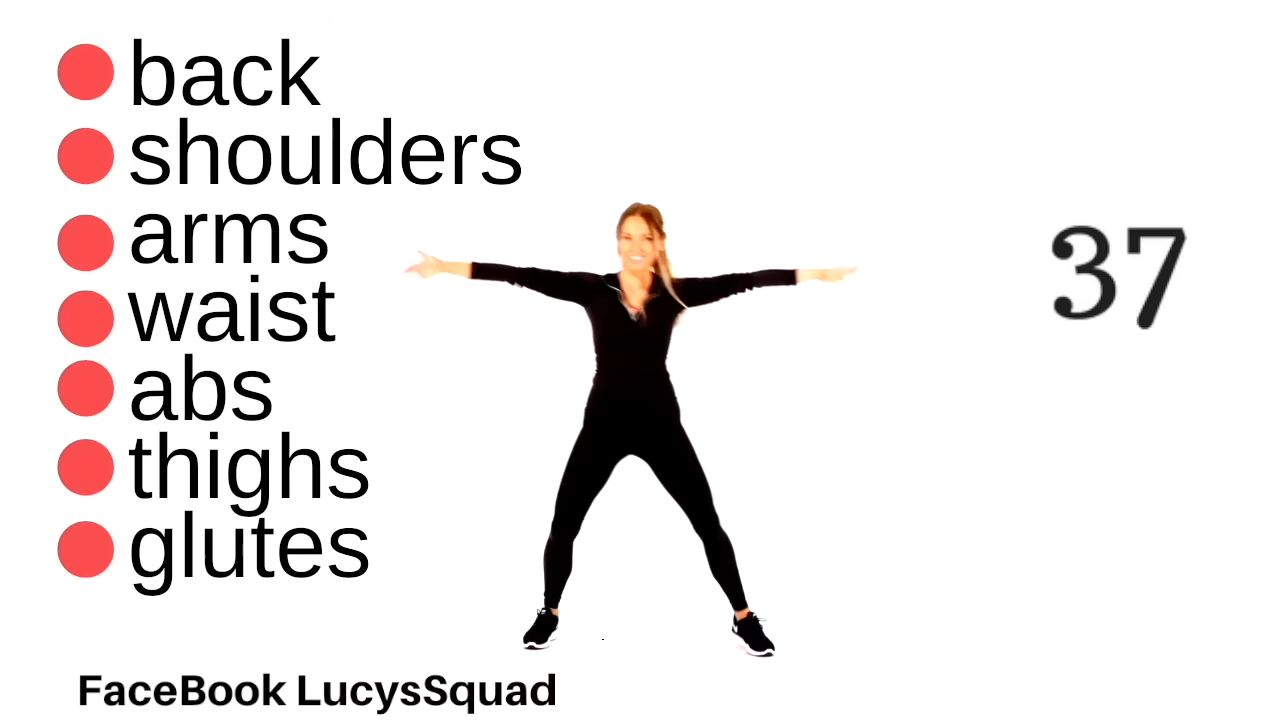 back
shoulders
arms
waist
abs
thighs
glutes
37
FaceBook LucysSquad